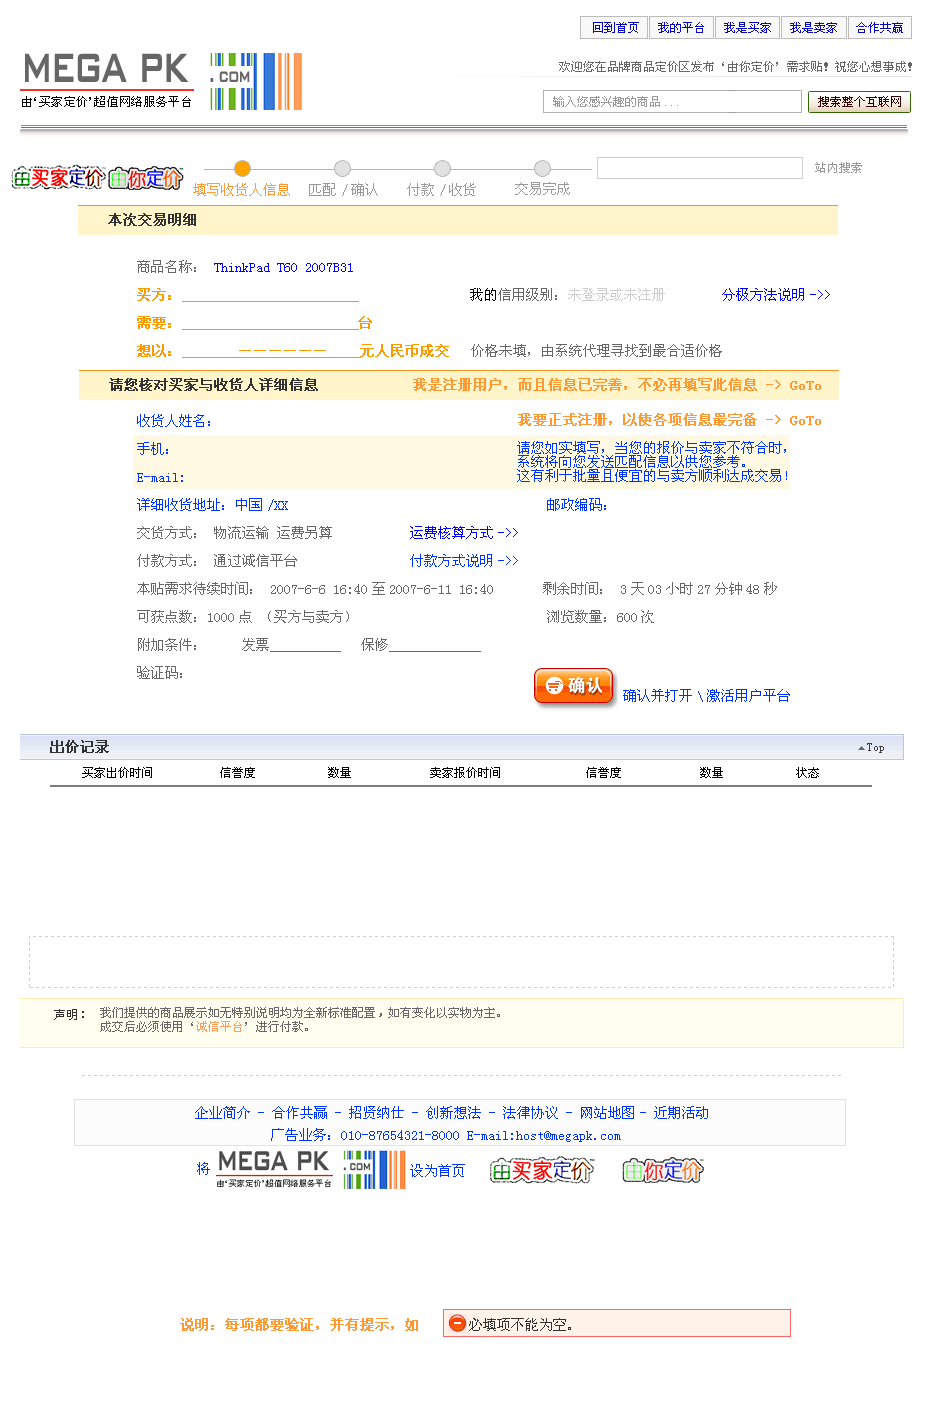 回到首页 我的平台 我是买家 我是卖家 合作共赢
MEGA PK .COM
由‘买家定价’超值网络服务平台
欢迎您在品牌商品定价区发布‘由你定价’需求贴! 祝您心想事成!
输入您感兴趣的商品 . . . 搜索整个互联网
由买家定价 由你定价
填写收货人信息 匹配 /确认 付款 /收货 交易完成 站内搜索
本次交易明细
商品名称: ThinkPad T60 2007B31
买方: 我的信用级别: 未登录或未注册 分极方法说明 ->>
需要: 台
想以: —————— 元人民币成交 价格未填, 由系统代理寻找到最合适价格
请您核对买家与收货人详细信息 我是注册用户, 而且信息已完善, 不必再填写此信息 -> GoTo
收货人姓名: 我要正式注册, 以使各项信息最完备 -> GoTo
手机: 请您如实填写, 当您的报价与卖家不符合时,
系统将向您发送匹配信息以供您参考。
E-mail: 这有利于批量且便宜的与卖方顺利达成交易!
详细收货地址: 中国 /XX 邮政编码:
交货方式: 物流运输 运费另算 运费核算方式 ->>
付款方式: 通过诚信平台 付款方式说明 ->>
本贴需求待续时间: 2007-6-6 16:40 至 2007-6-11 16:40 剩余时间: 3 天 03 小时 27 分钟 48 秒
可获点数: 1000 点 (买方与卖方) 浏览数量: 600 次
附加条件: 发票__________ 保修_____________
验证码:
确认 确认并打开 \ 激活用户平台
出价记录 Top
买家出价时间 信誉度 数量 卖家报价时间 信誉度 数量 状态
声明: 我们提供的商品展示如无特别说明均为全新标准配置, 如有变化以实物为主。
成交后必须使用‘诚信平台’进行付款。
企业简介 - 合作共赢 - 招贤纳仕 - 创新想法 - 法律协议 - 网站地图 - 近期活动
广告业务: 010-87654321-8000 E-mail:host@megapk.com
将 MEGA PK .COM 设为首页 由买家定价 由你定价
由‘买家定价’超值网络服务平台
说明: 每项都要验证, 并有提示, 如 必填项不能为空。